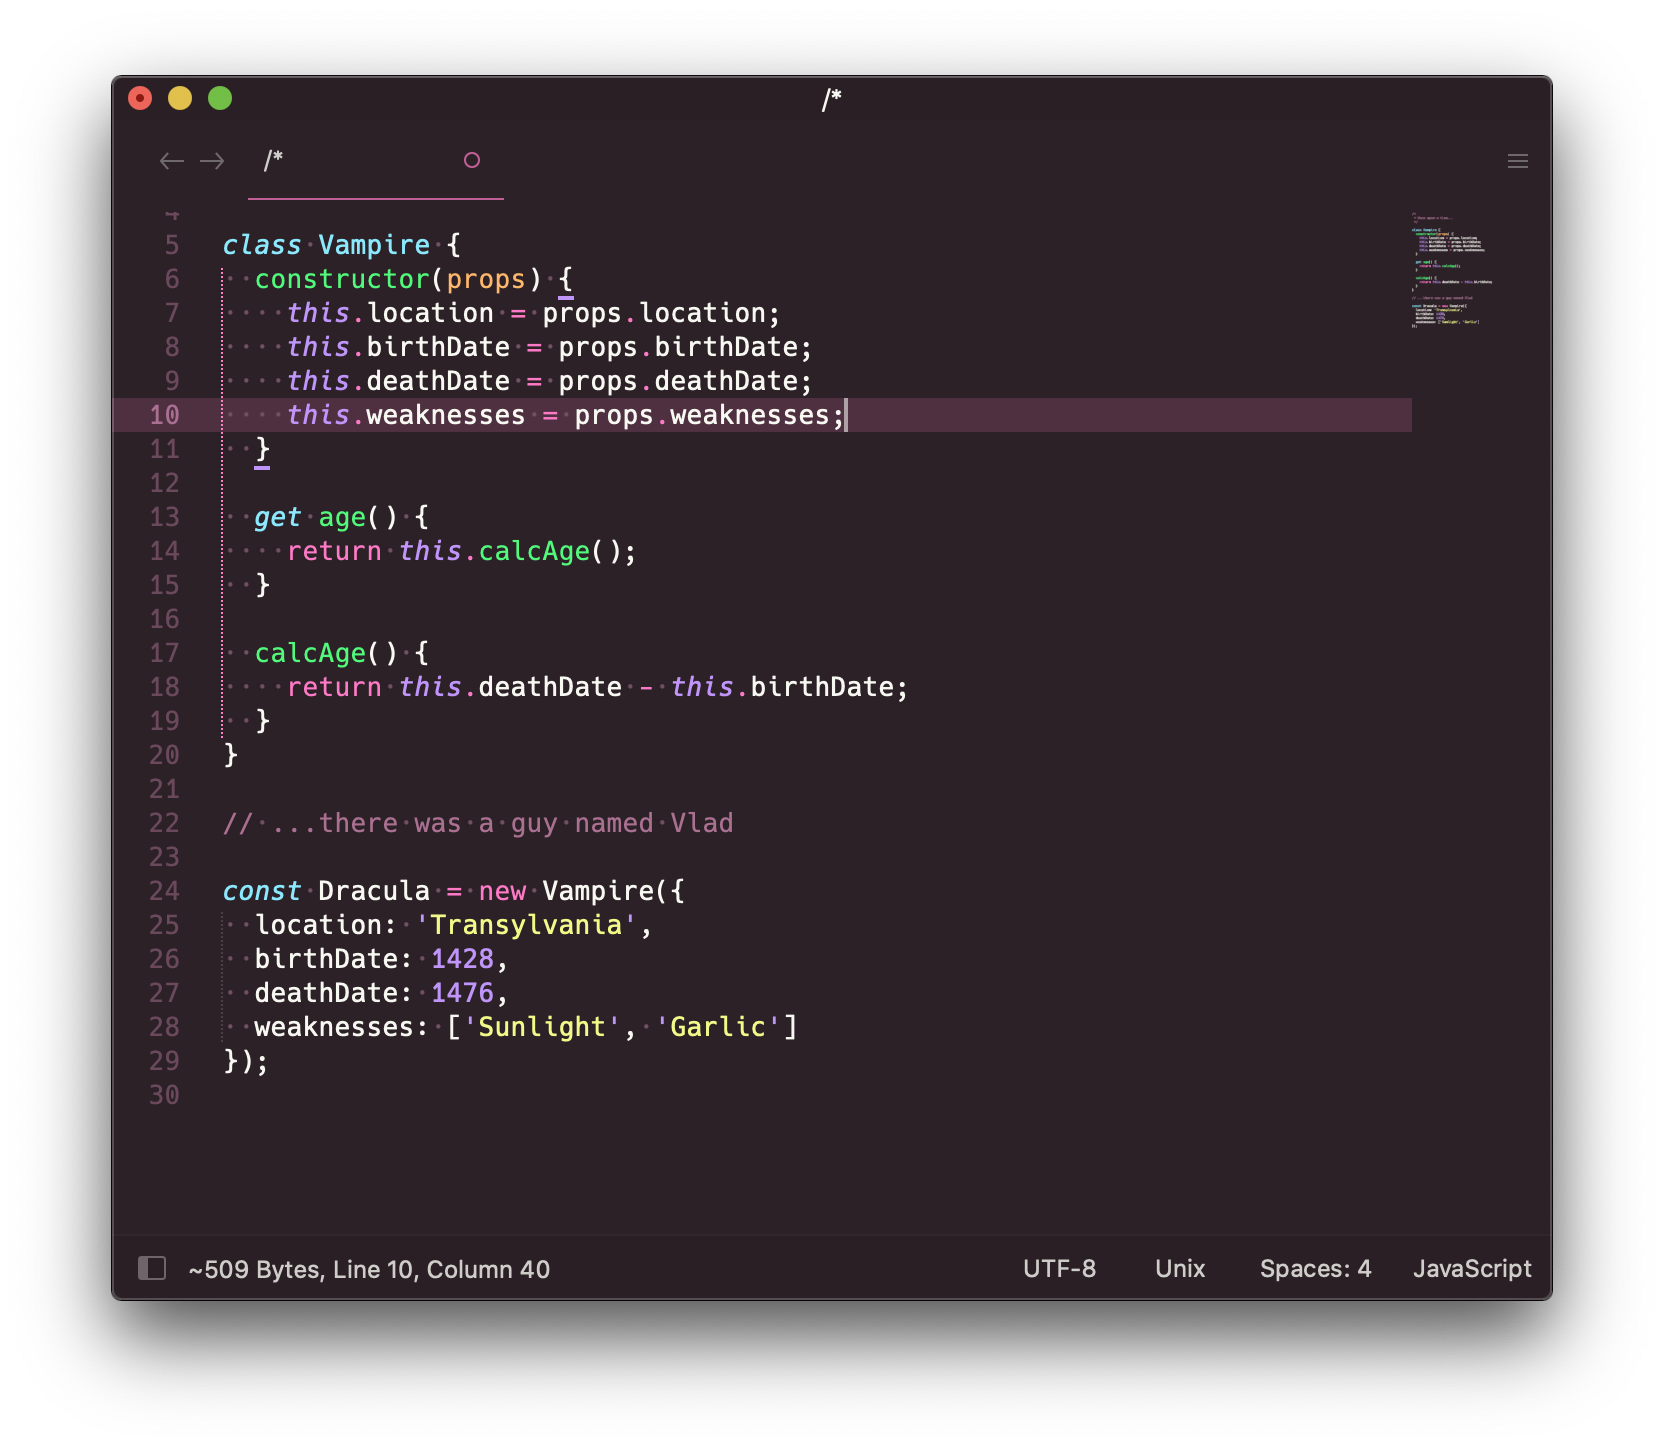 /*
/*
5 class Vampire {
6   constructor(props) {
7     this.location = props.location;
8     this.birthDate = props.birthDate;
9     this.deathDate = props.deathDate;
10     this.weaknesses = props.weaknesses;
11   }
12
13   get age() {
14     return this.calcAge();
15   }
16
17   calcAge() {
18     return this.deathDate - this.birthDate;
19   }
20 }
21
22 // ...there was a guy named Vlad
23
24 const Dracula = new Vampire({
25   location: 'Transylvania',
26   birthDate: 1428,
27   deathDate: 1476,
28   weaknesses: ['Sunlight', 'Garlic']
29 });
30
~509 Bytes, Line 10, Column 40 UTF-8 Unix Spaces: 4 JavaScript